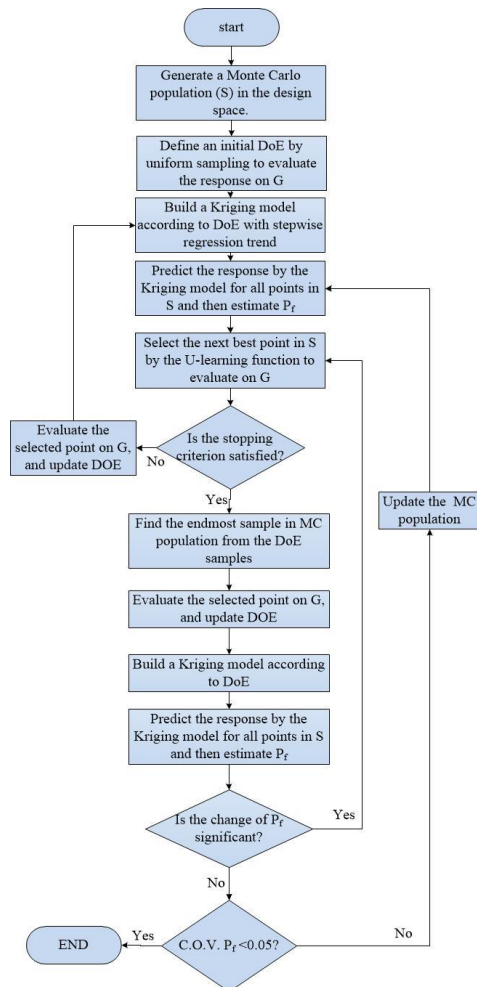 start
Generate a Monte Carlo
population (S) in the design
space.
Define an initial DoE by
uniform sampling to evaluate
the response on G
Build a Kriging model
according to DoE with stepwise
regression trend
Predict the response by the
Kriging model for all points in
S and then estimate Pf
Select the next best point in S
by the U-learning function to
evaluate on G
Is the stopping
criterion satisfied?
No
Evaluate the
selected point on G,
and update DOE
Yes
Find the endmost sample in MC
population from the DoE
samples
Evaluate the selected point on G,
and update DOE
Build a Kriging model according
to DoE
Predict the response by the
Kriging model for all points in S
and then estimate Pf
Is the change of Pf
significant?
Yes
No
C.O.V. Pf <0.05?
Yes
END
No
Update the MC
population